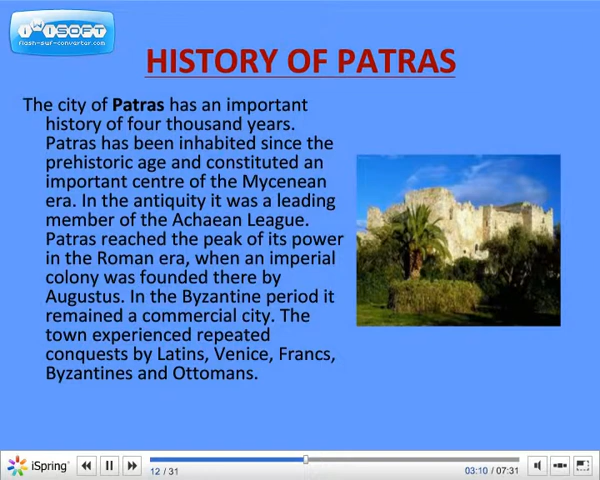 iWiSOFT
flash-swf-converter.com
HISTORY OF PATRAS
The city of Patras has an important
history of four thousand years.
Patras has been inhabited since the
prehistoric age and constituted an
important centre of the Mycenean
era. In the antiquity it was a leading
member of the Achaean League.
Patras reached the peak of its power
in the Roman era, when an imperial
colony was founded there by
Augustus. In the Byzantine period it
remained a commercial city. The
town experienced repeated
conquests by Latins, Venice, Francs,
Byzantines and Ottomans.
iSpring
12 / 31
03:10 / 07:31